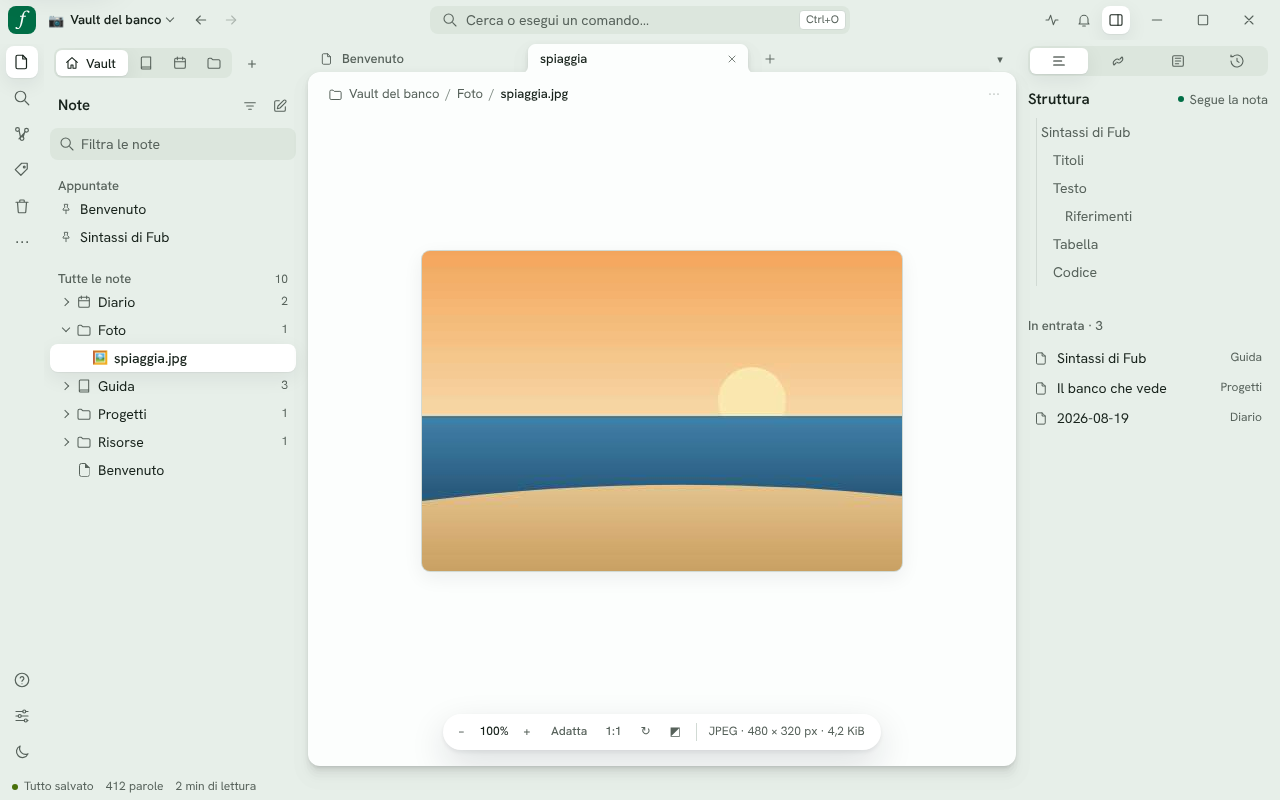 f
Vault del banco
Cerca o esegui un comando…
Ctrl+O
Vault
Note
Filtra le note
Appuntate
Benvenuto
Sintassi di Fub
Tutte le note 10
Diario 2
Foto 1
spiaggia.jpg
Guida 3
Progetti 1
Risorse 1
Benvenuto
Benvenuto
spiaggia
Vault del banco / Foto / spiaggia.jpg
− 100% + Adatta 1:1 JPEG · 480 × 320 px · 4,2 KiB
Struttura
Segue la nota
Sintassi di Fub
Titoli
Testo
Riferimenti
Tabella
Codice
In entrata · 3
Sintassi di Fub Guida
Il banco che vede Progetti
2026-08-19 Diario
Tutto salvato 412 parole 2 min di lettura